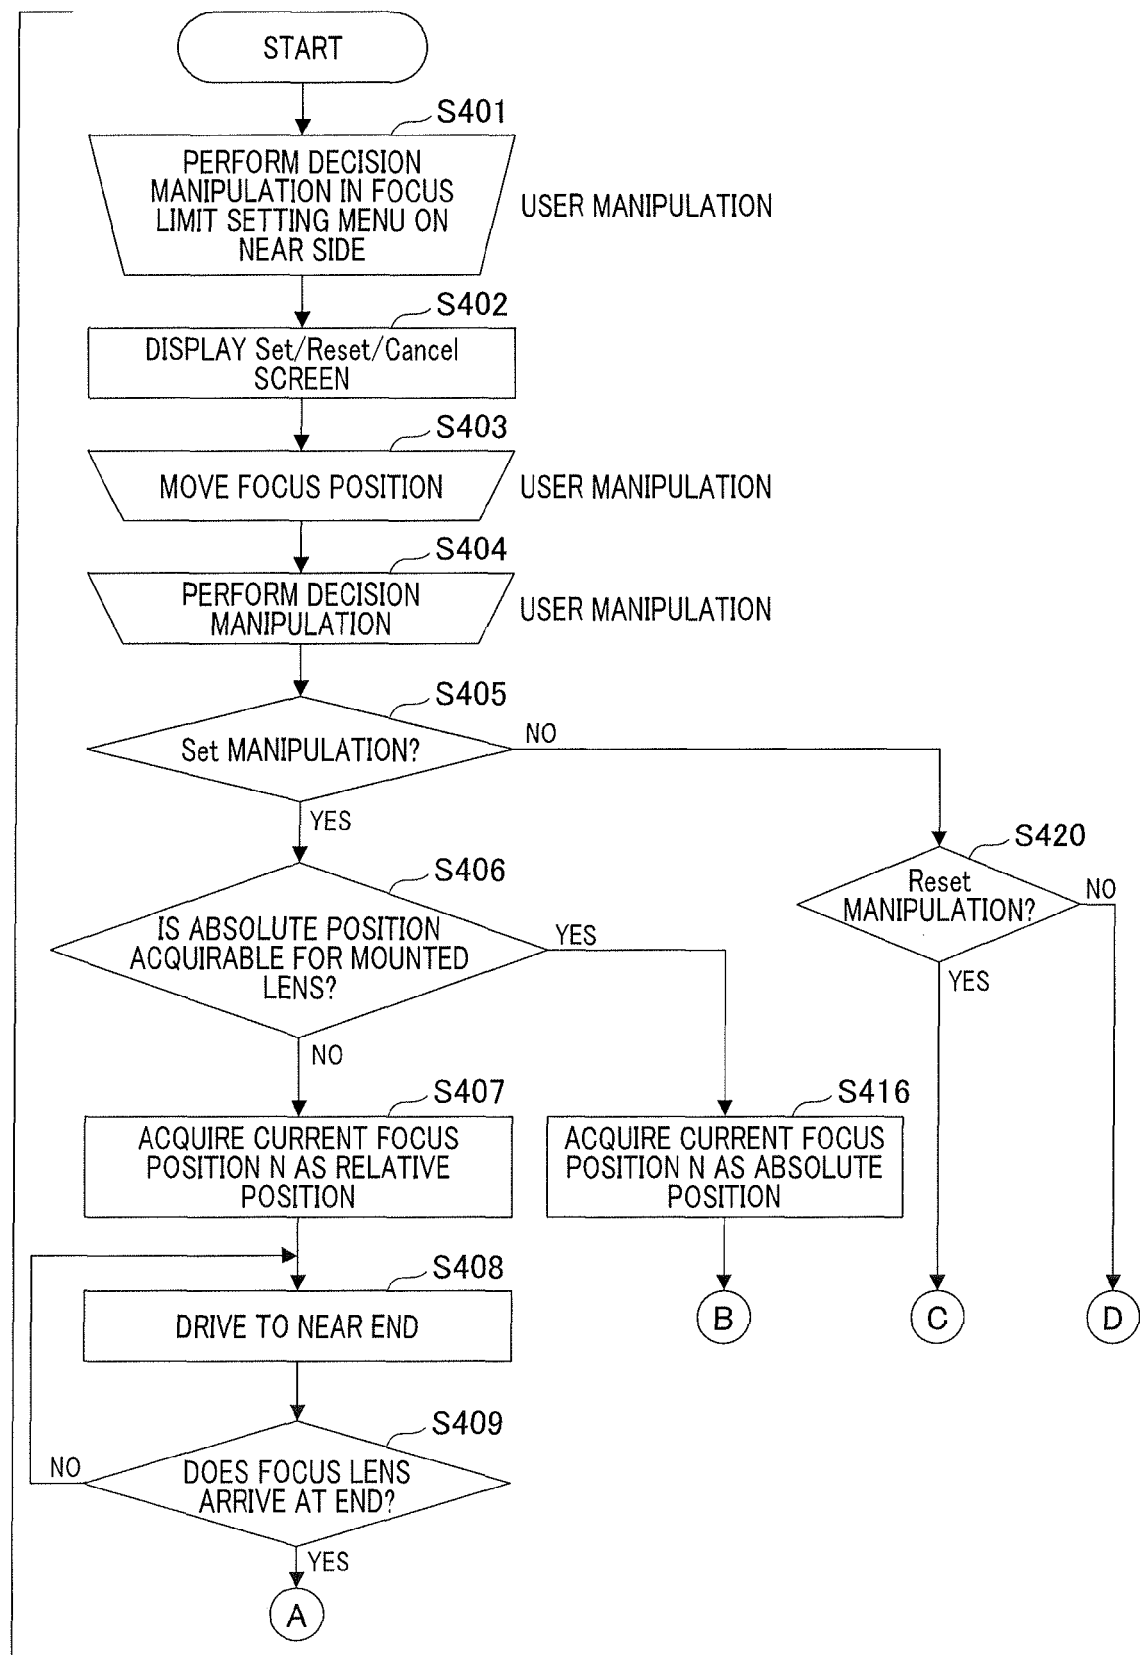 START
S401
PERFORM DECISION
MANIPULATION IN FOCUS
LIMIT SETTING MENU ON
NEAR SIDE
USER MANIPULATION
S402
DISPLAY Set/Reset/Cancel
SCREEN
S403
MOVE FOCUS POSITION
USER MANIPULATION
S404
PERFORM DECISION
MANIPULATION
USER MANIPULATION
S405
Set MANIPULATION?
NO
YES
S420
Reset
MANIPULATION?
NO
YES
S406
IS ABSOLUTE POSITION
ACQUIRABLE FOR MOUNTED
LENS?
YES
NO
S407
ACQUIRE CURRENT FOCUS
POSITION N AS RELATIVE
POSITION
S416
ACQUIRE CURRENT FOCUS
POSITION N AS ABSOLUTE
POSITION
S408
DRIVE TO NEAR END
B
C
D
S409
DOES FOCUS LENS
ARRIVE AT END?
NO
YES
A